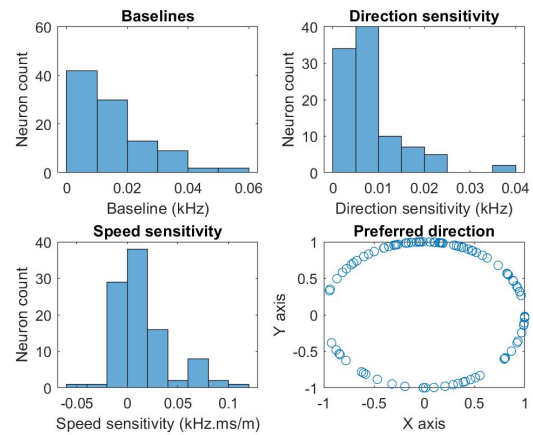 Baselines
60
40
20
0
Neuron count
0 0.02 0.04 0.06
Baseline (kHz)
Direction sensitivity
40
30
20
10
0
Neuron count
0 0.01 0.02 0.03 0.04
Direction sensitivity (kHz)
Speed sensitivity
40
30
20
10
0
Neuron count
-0.05 0 0.05 0.1
Speed sensitivity (kHz.ms/m)
Preferred direction
1
0.5
0
-0.5
-1
Y axis
-1 -0.5 0 0.5 1
X axis